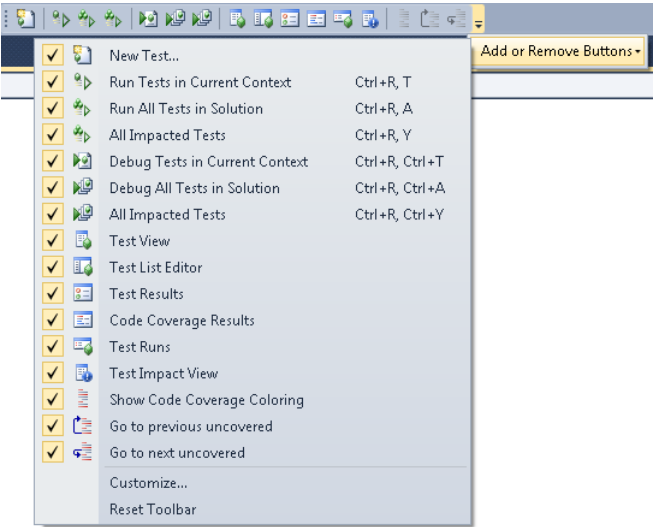 Add or Remove Buttons
New Test...
Run Tests in Current Context Ctrl+R, T
Run All Tests in Solution Ctrl+R, A
All Impacted Tests Ctrl+R, Y
Debug Tests in Current Context Ctrl+R, Ctrl+T
Debug All Tests in Solution Ctrl+R, Ctrl+A
All Impacted Tests Ctrl+R, Ctrl+Y
Test View
Test List Editor
Test Results
Code Coverage Results
Test Runs
Test Impact View
Show Code Coverage Coloring
Go to previous uncovered
Go to next uncovered
Customize...
Reset Toolbar